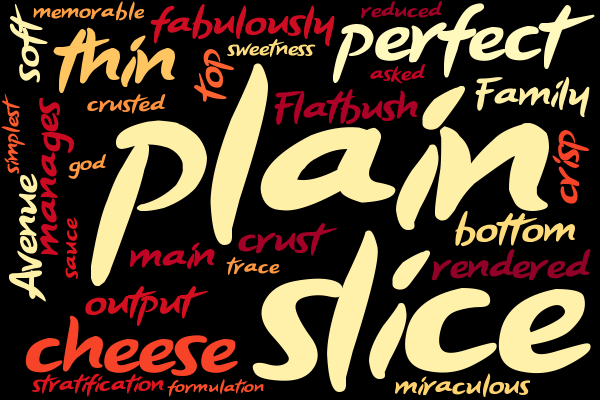 memorable
fabulously
reduced
soft
thin
sweetness
perfect
top
asked
crusted
Flatbush
Family
simplest
manages
god
plain
crisp
Avenue
sauce
main
crust
bottom
trace
rendered
output
slice
cheese
stratification
formulation
miraculous